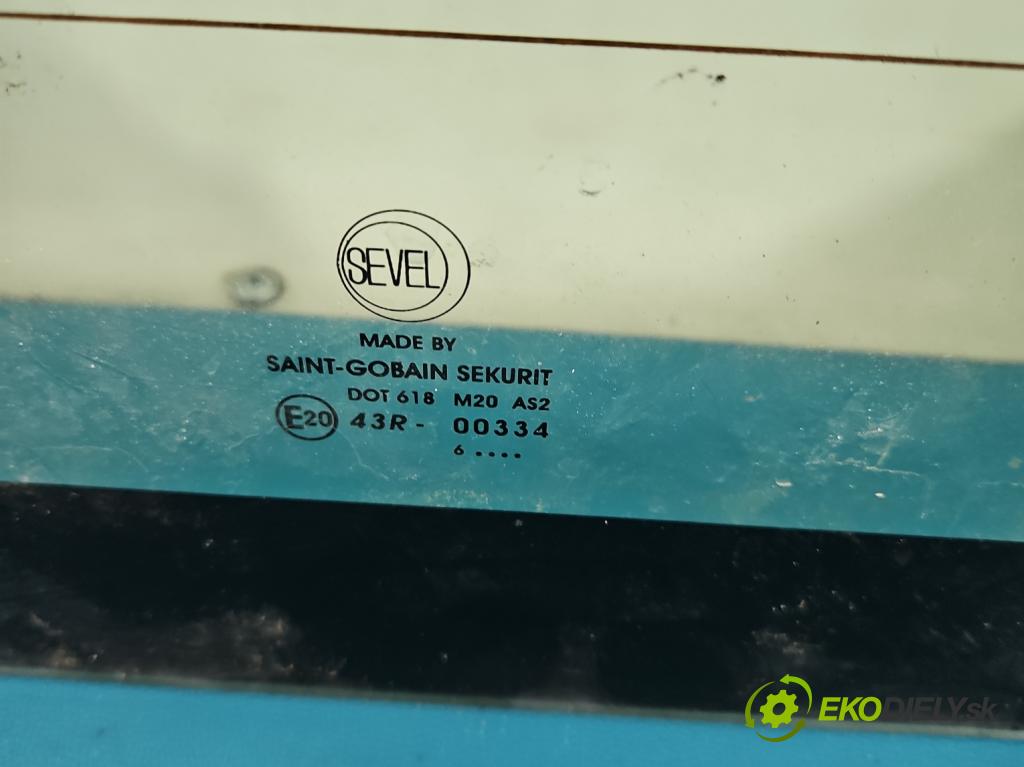 SEVEL
MADE BY
SAINT-GOBAIN SEKURIT
DOT 618 M20 AS2
E20 43R - 00334
6 ....
EKODIELY.sk